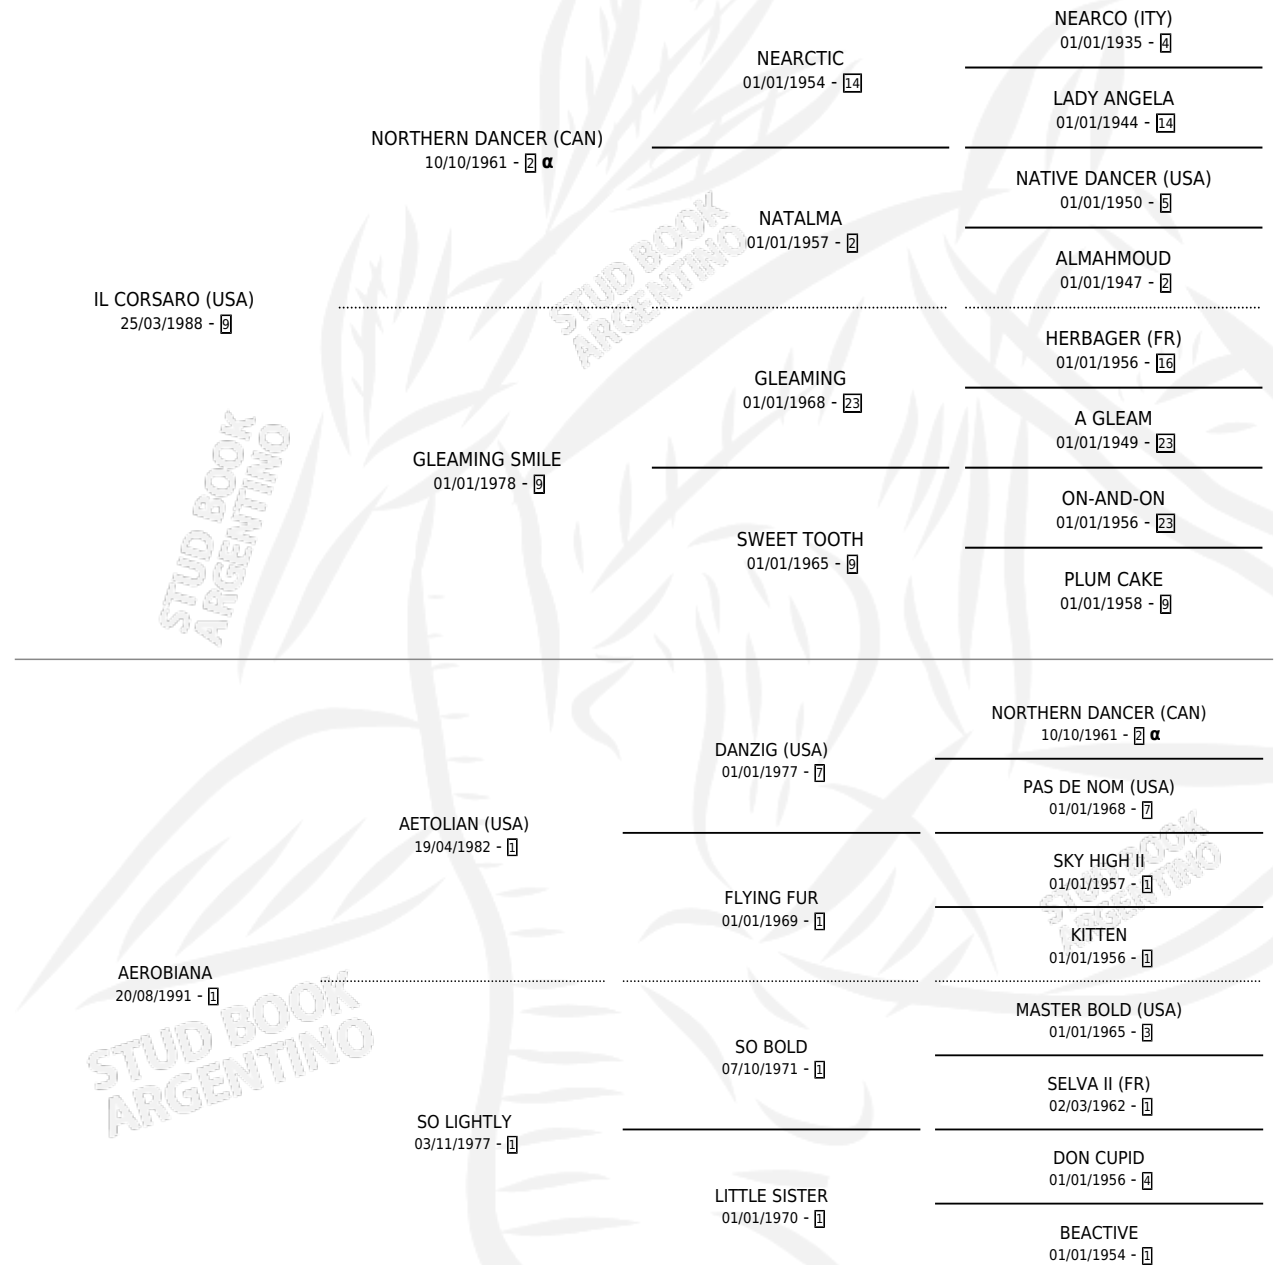 NEARCO (ITY)
01/01/1935 - 4
NEARCTIC
01/01/1954 - 14
LADY ANGELA
01/01/1944 - 14
NORTHERN DANCER (CAN)
10/10/1961 - 2 α
NATIVE DANCER (USA)
01/01/1950 - 5
NATALMA
01/01/1957 - 2
ALMAHMOUD
01/01/1947 - 2
IL CORSARO (USA)
25/03/1988 - 9
HERBAGER (FR)
01/01/1956 - 16
GLEAMING
01/01/1968 - 23
A GLEAM
01/01/1949 - 23
GLEAMING SMILE
01/01/1978 - 9
ON-AND-ON
01/01/1956 - 23
SWEET TOOTH
01/01/1965 - 9
PLUM CAKE
01/01/1958 - 9
NORTHERN DANCER (CAN)
10/10/1961 - 2 α
DANZIG (USA)
01/01/1977 - 7
PAS DE NOM (USA)
01/01/1968 - 7
AETOLIAN (USA)
19/04/1982 - 1
SKY HIGH II
01/01/1957 - 1
FLYING FUR
01/01/1969 - 1
KITTEN
01/01/1956 - 1
AEROBIANA
20/08/1991 - 1
MASTER BOLD (USA)
01/01/1965 - 3
SO BOLD
07/10/1971 - 1
SELVA II (FR)
02/03/1962 - 1
SO LIGHTLY
03/11/1977 - 1
DON CUPID
01/01/1956 - 4
LITTLE SISTER
01/01/1970 - 1
BEACTIVE
01/01/1954 - 1
STUD BOOK
ARGENTINO
STUD BOOK
ARGENTINO
STUD BOOK
ARGENTINO
STUD BOOK
ARGENTINO